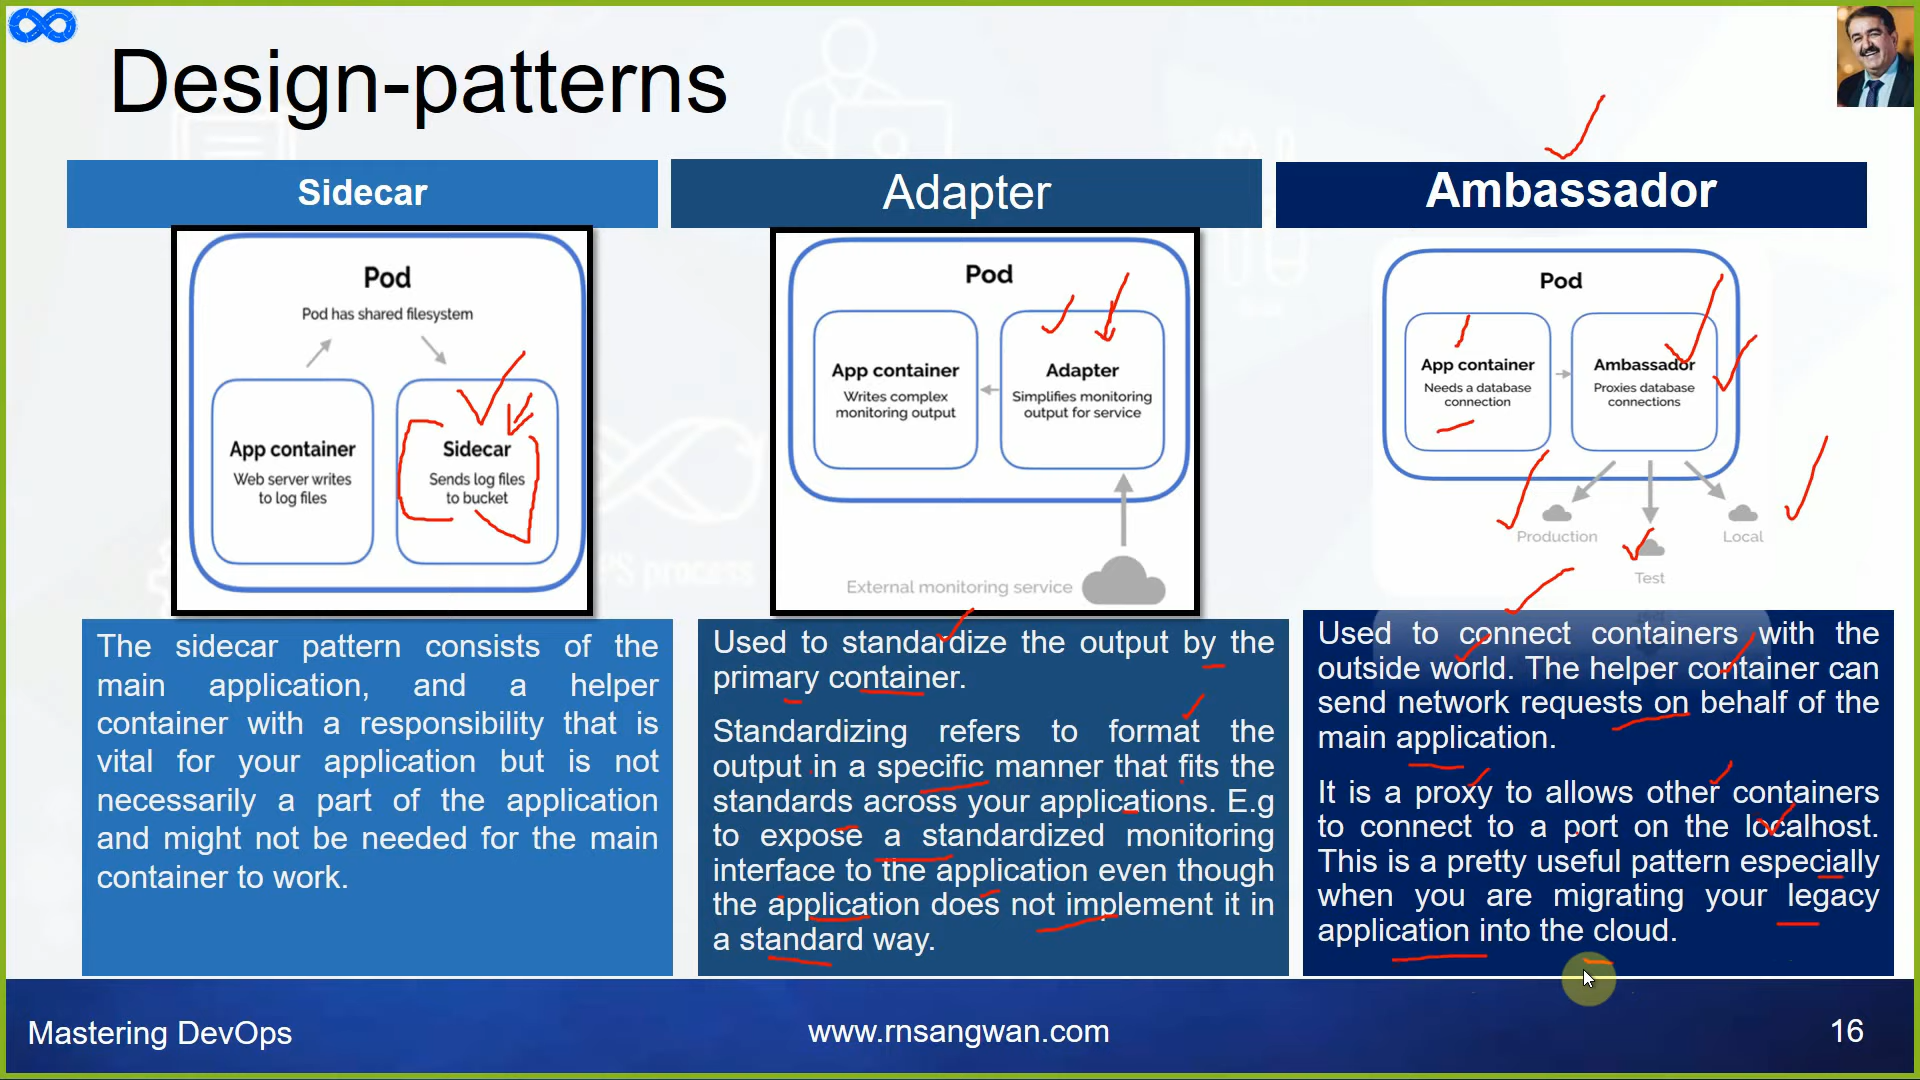 Design-patterns
Sidecar
Pod
Pod has shared filesystem
App container
Web server writes
to log files
Sidecar
Sends log files
to bucket
The sidecar pattern consists of the
main application, and a helper
container with a responsibility that is
vital for your application but is not
necessarily a part of the application
and might not be needed for the main
container to work.
Adapter
Pod
App container
Writes complex
monitoring output
Adapter
Simplifies monitoring
output for service
External monitoring service
Used to standardize the output by the
primary container.
Standardizing refers to format the
output in a specific manner that fits the
standards across your applications. E.g
to expose a standardized monitoring
interface to the application even though
the application does not implement it in
a standard way.
Ambassador
Pod
App container
Needs a database
connection
Ambassador
Proxies database
connections
Production
Test
Local
Used to connect containers with the
outside world. The helper container can
send network requests on behalf of the
main application.
It is a proxy to allows other containers
to connect to a port on the localhost.
This is a pretty useful pattern especially
when you are migrating your legacy
application into the cloud.
Mastering DevOps
www.rnsangwan.com
16